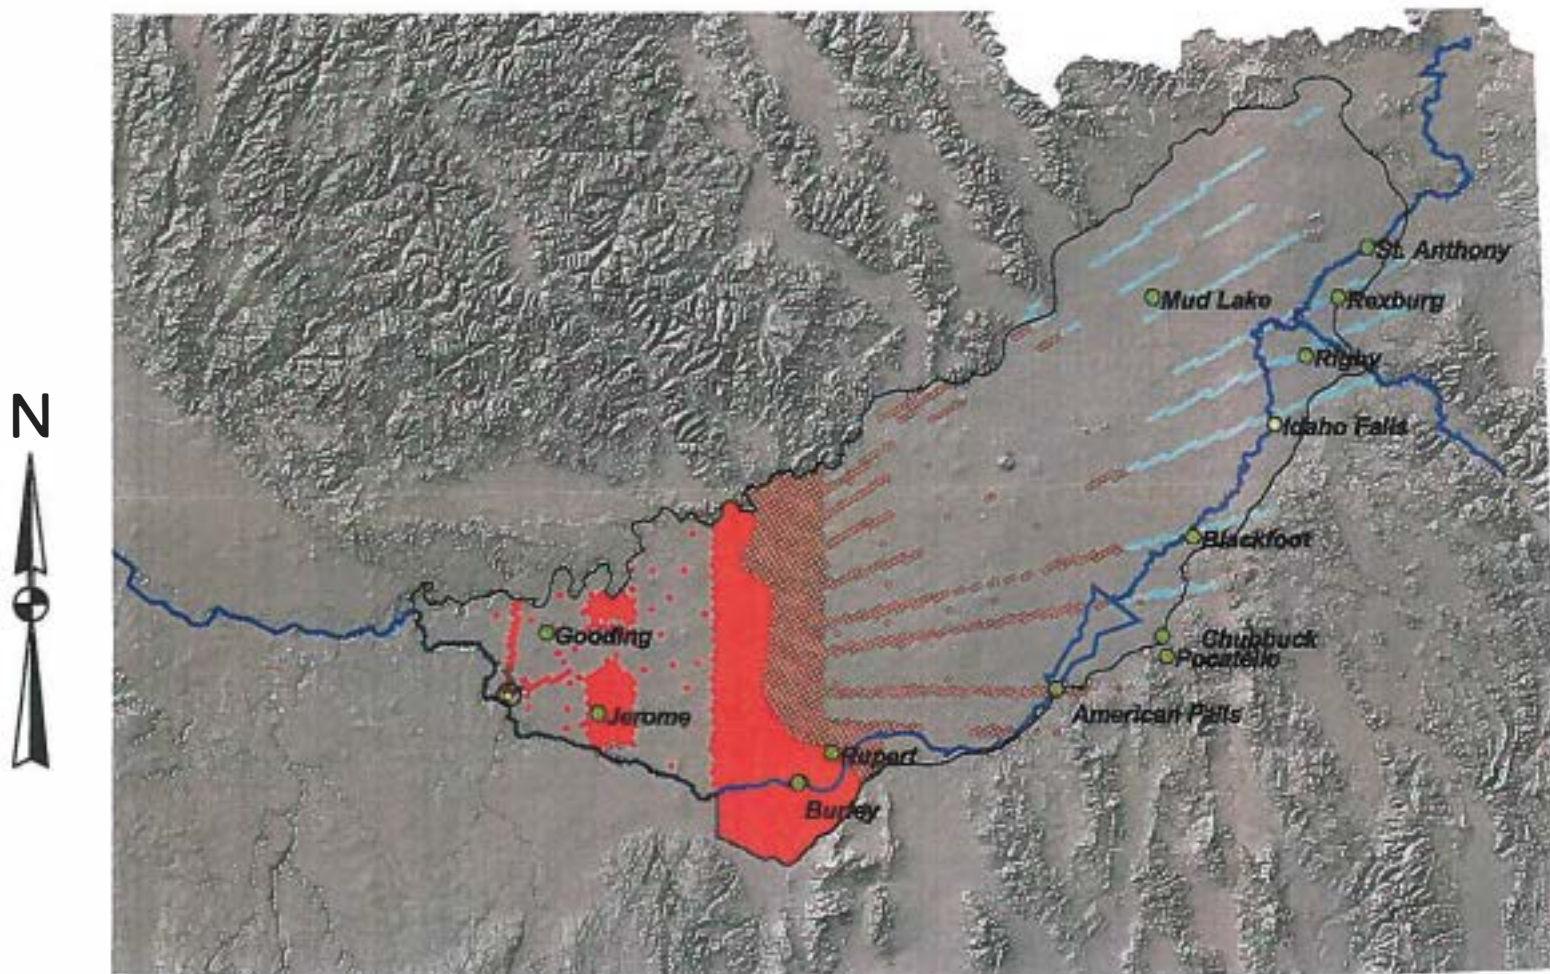 St. Anthony
Mud Lake
Rexburg
Rigby
N
Idaho Falls
Blackfoot
Gooding
Chubbuck
Pocatello
Jerome
American Falls
Rupert
Burley